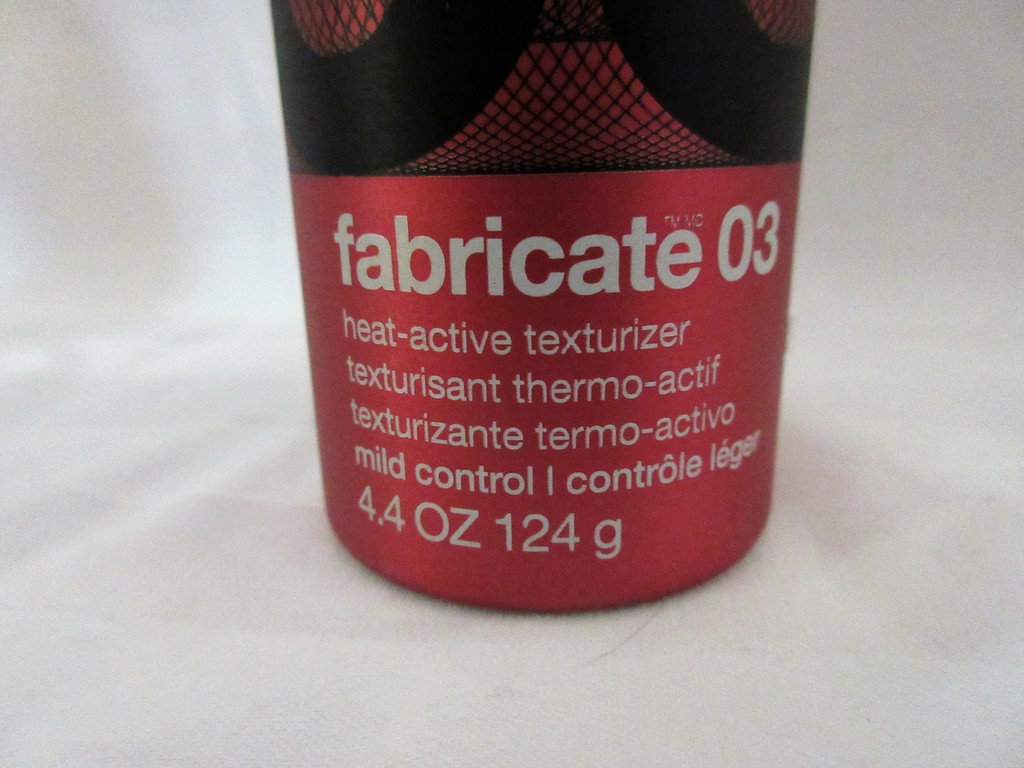 fabricate™ MC 03
heat-active texturizer
texturisant thermo-actif
texturizante termo-activo
mild control | contrôle léger
4.4 OZ 124 g